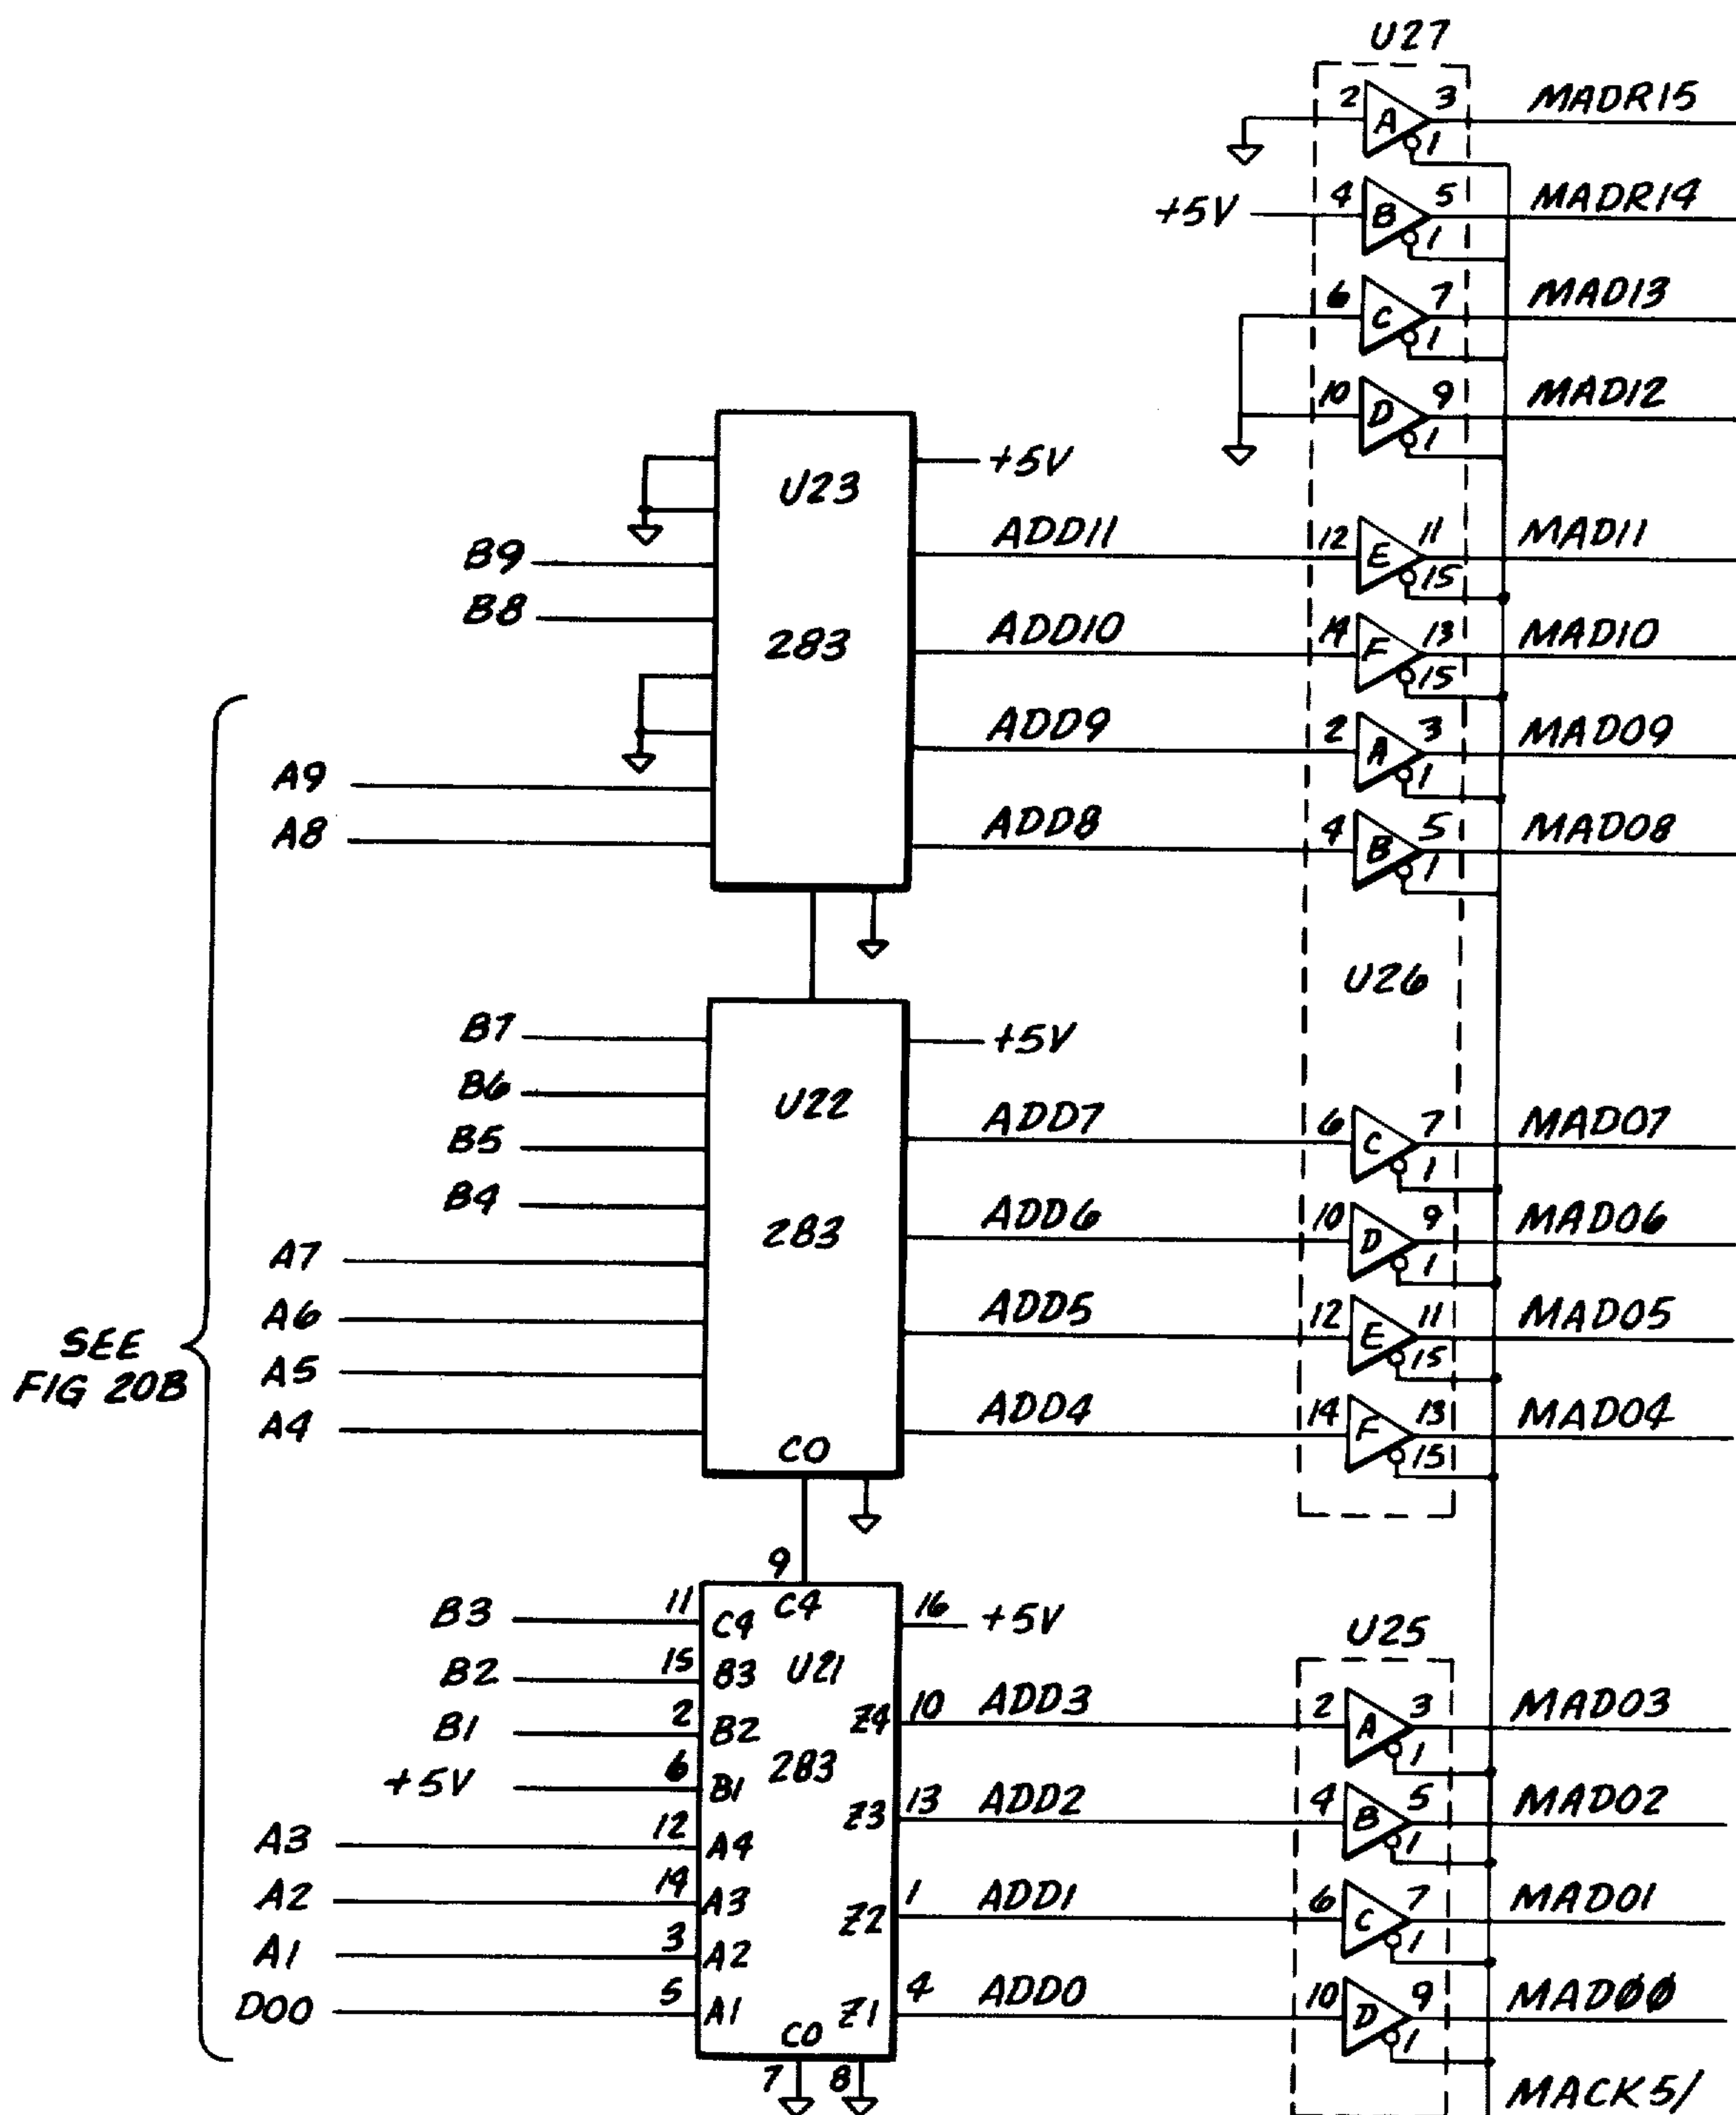 U27
2 A 3 MADR15
1
+5V 4 B 5 MADR14
1
6 C 7 MAD13
1
10 D 9 MAD12
1
U23
+5V
283
B9
B8
ADD11 12 E 11 MAD11
15
ADD10 14 F 13 MAD10
15
ADD9 2 A 3 MAD09
1
A9
A8
ADD8 4 B 5 MAD08
1
U26
B7
B6
B5
B4
U22
+5V
283
A7
A6
A5
A4
CO
ADD7 6 C 7 MAD07
1
ADD6 10 D 9 MAD06
1
ADD5 12 E 11 MAD05
15
ADD4 14 F 13 MAD04
15
SEE
FIG 20B
9
C4
B3 11 C4
16 +5V
B2 15 B3
U21
B1 2 B2
283
+5V 6 B1
A3 12 A4
A2 14 A3
A1 3 A2
D00 5 A1
CO
7 8
U25
Z4 10 ADD3 2 A 3 MAD03
1
Z3 13 ADD2 4 B 5 MAD02
1
Z2 1 ADD1 6 C 7 MAD01
1
Z1 4 ADD0 10 D 9 MADØØ
1
MACK5/